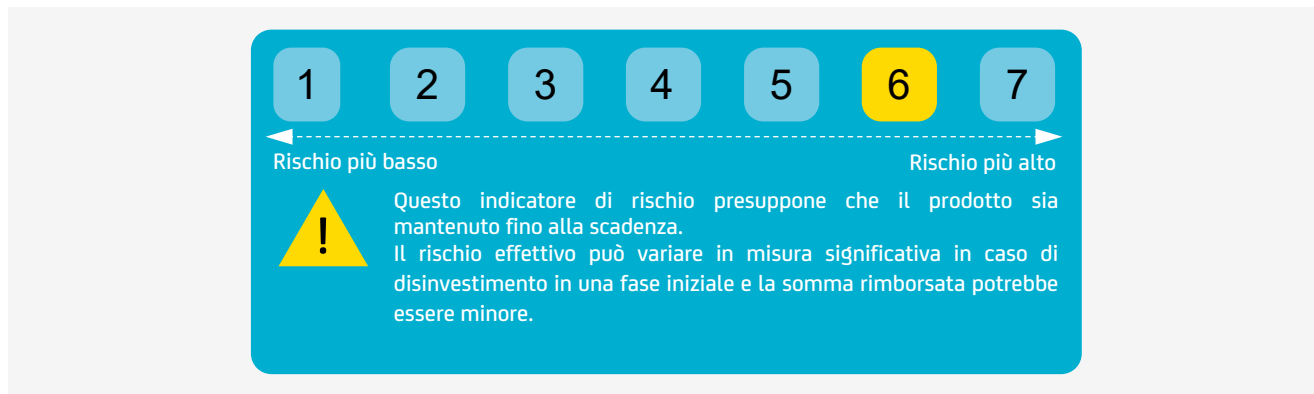 1 2 3 4 5 6 7
Rischio più basso Rischio più alto
!
Questo indicatore di rischio presuppone che il prodotto sia
mantenuto fino alla scadenza.
Il rischio effettivo può variare in misura significativa in caso di
disinvestimento in una fase iniziale e la somma rimborsata potrebbe
essere minore.